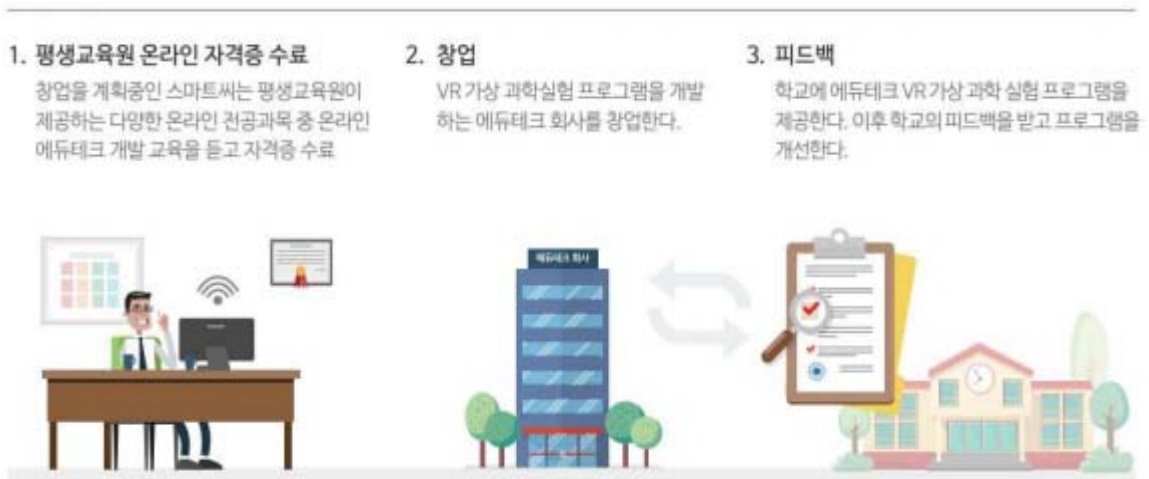 1. 평생교육원 온라인 자격증 수료
창업을 계획중인 스마트씨는 평생교육원이
제공하는 다양한 온라인 전공과목 중 온라인
에듀테크 개발 교육을 듣고 자격증 수료
2. 창업
VR 가상 과학실험 프로그램을 개발
하는 에듀테크 회사를 창업한다.
3. 피드백
학교에 에듀테크 VR 가상 과학 실험 프로그램을
제공한다. 이후 학교의 피드백을 받고 프로그램을
개선한다.
에듀테크 회사